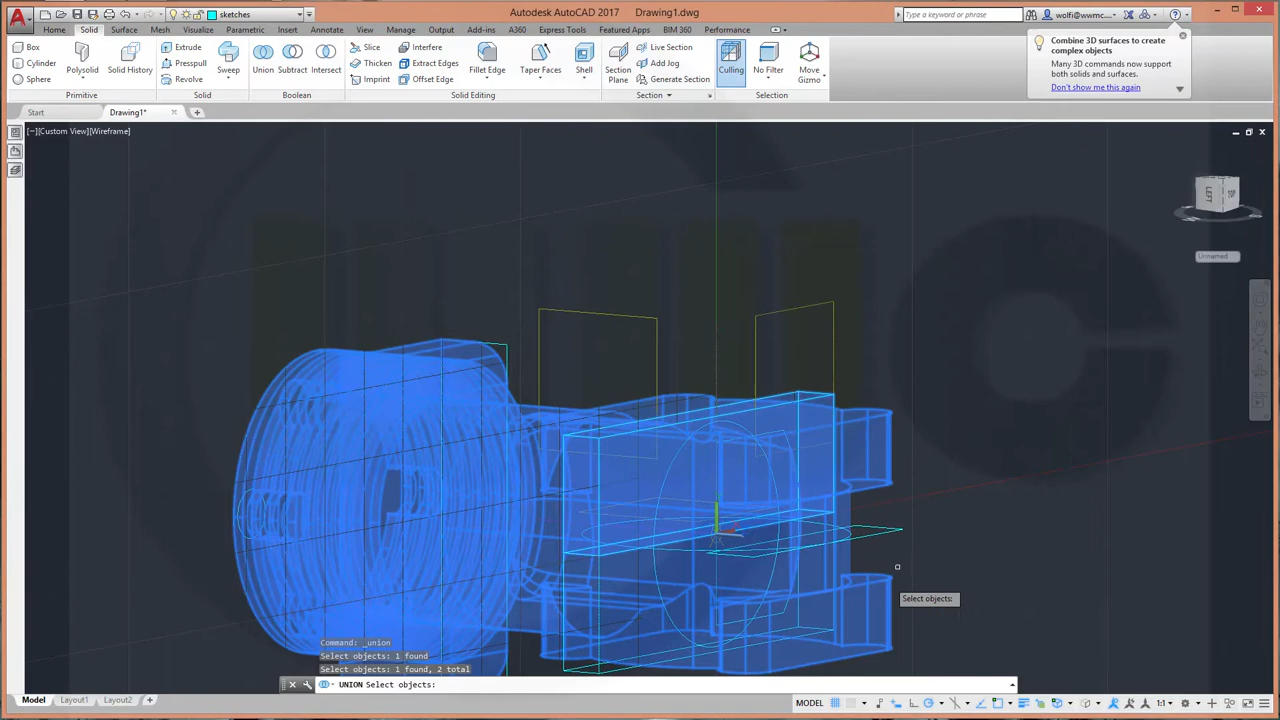 Autodesk AutoCAD 2017 Drawing1.dwg
Type a keyword or phrase
wolfi@wwmc...
sketches
Home Solid Surface Mesh Visualize Parametric Insert Annotate View Manage Output Add-ins A360 Express Tools Featured Apps BIM 360 Performance
Box
Cylinder
Sphere
Polysolid
Solid History
Primitive
Extrude
Presspull
Revolve
Sweep
Solid
Union
Subtract
Intersect
Boolean
Slice
Thicken
Imprint
Interfere
Extract Edges
Offset Edge
Fillet Edge
Taper Faces
Shell
Solid Editing
Section Plane
Live Section
Add Jog
Generate Section
Section
Culling
No Filter
Move Gizmo
Selection
Combine 3D surfaces to create
complex objects
Many 3D commands now support
both solids and surfaces.
Don't show me this again
Start
Drawing1*
[−][Custom View][Wireframe]
LEFT
Unnamed
Select objects:
Command: _union
Select objects: 1 found
Select objects: 1 found, 2 total
UNION Select objects:
Model Layout1 Layout2
MODEL
1:1